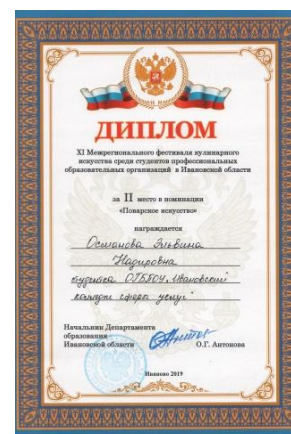 ДИПЛОМ
XI Межрегионального фестиваля кулинарного
искусства среди студентов профессиональных
образовательных организаций в Ивановской области
за II место в номинации
«Поварское искусство»
награждается
Османова Эльвина
Надировна
студентка ОГБПОУ „Ивановский
колледж сферы услуг"
Начальник Департамента
образования
Ивановской области
О.Г. Антонова
Иваново 2019